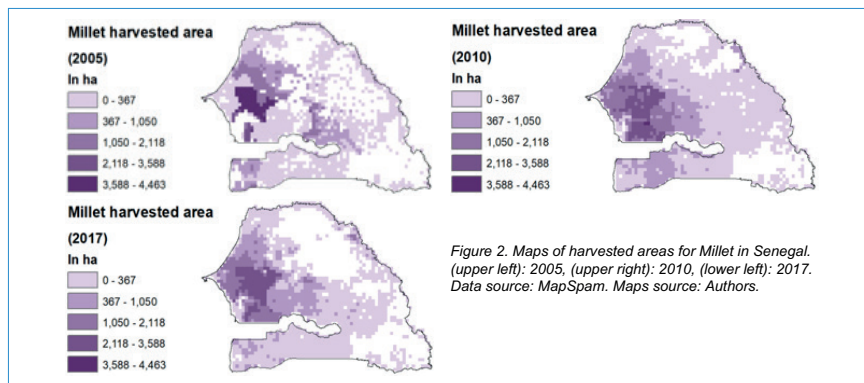 Millet harvested area
(2005)
In ha
0 - 367
367 - 1,050
1,050 - 2,118
2,118 - 3,588
3,588 - 4,463
Millet harvested area
(2010)
In ha
0 - 367
367 - 1,050
1,050 - 2,118
2,118 - 3,588
3,588 - 4,463
Millet harvested area
(2017)
In ha
0 - 367
367 - 1,050
1,050 - 2,118
2,118 - 3,588
3,588 - 4,463
Figure 2. Maps of harvested areas for Millet in Senegal.
(upper left): 2005, (upper right): 2010, (lower left): 2017.
Data source: MapSpam. Maps source: Authors.